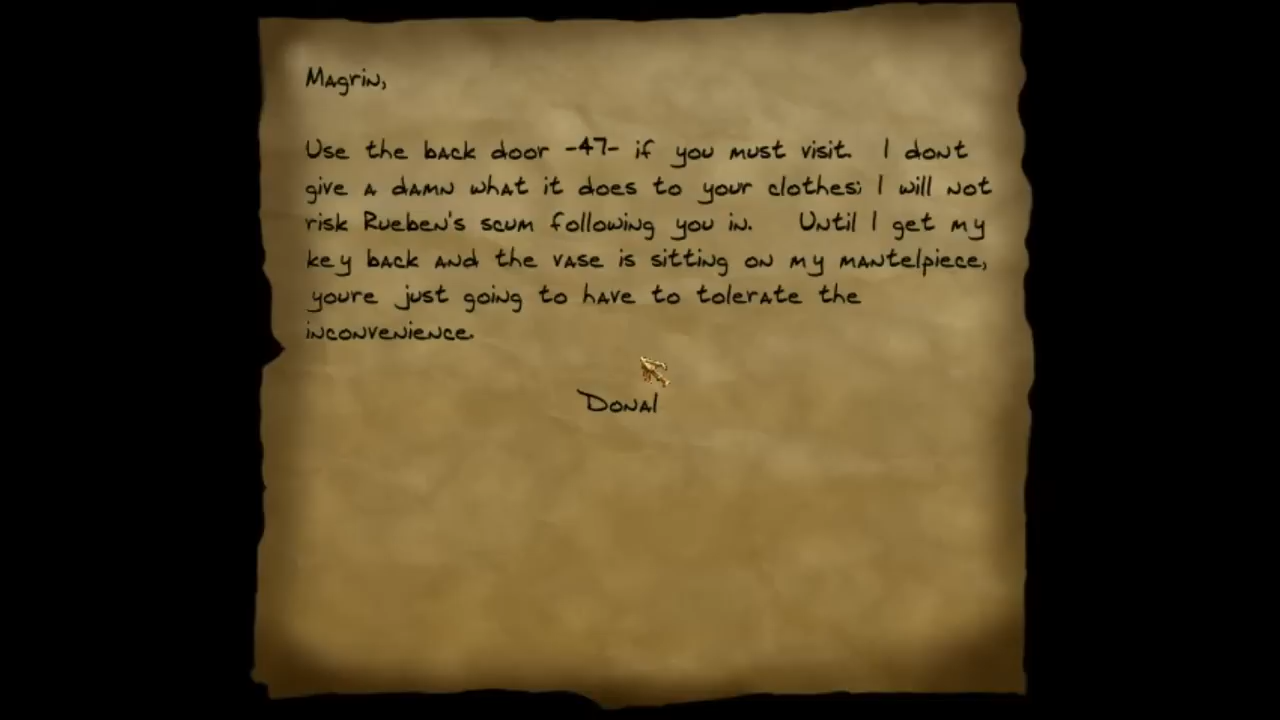 Magrin,
Use the back door -47- if you must visit. I dont
give a damn what it does to your clothes; I will not
risk Rueben's scum following you in. Until I get my
key back and the vase is sitting on my mantelpiece,
youre just going to have to tolerate the
inconvenience.
Donal